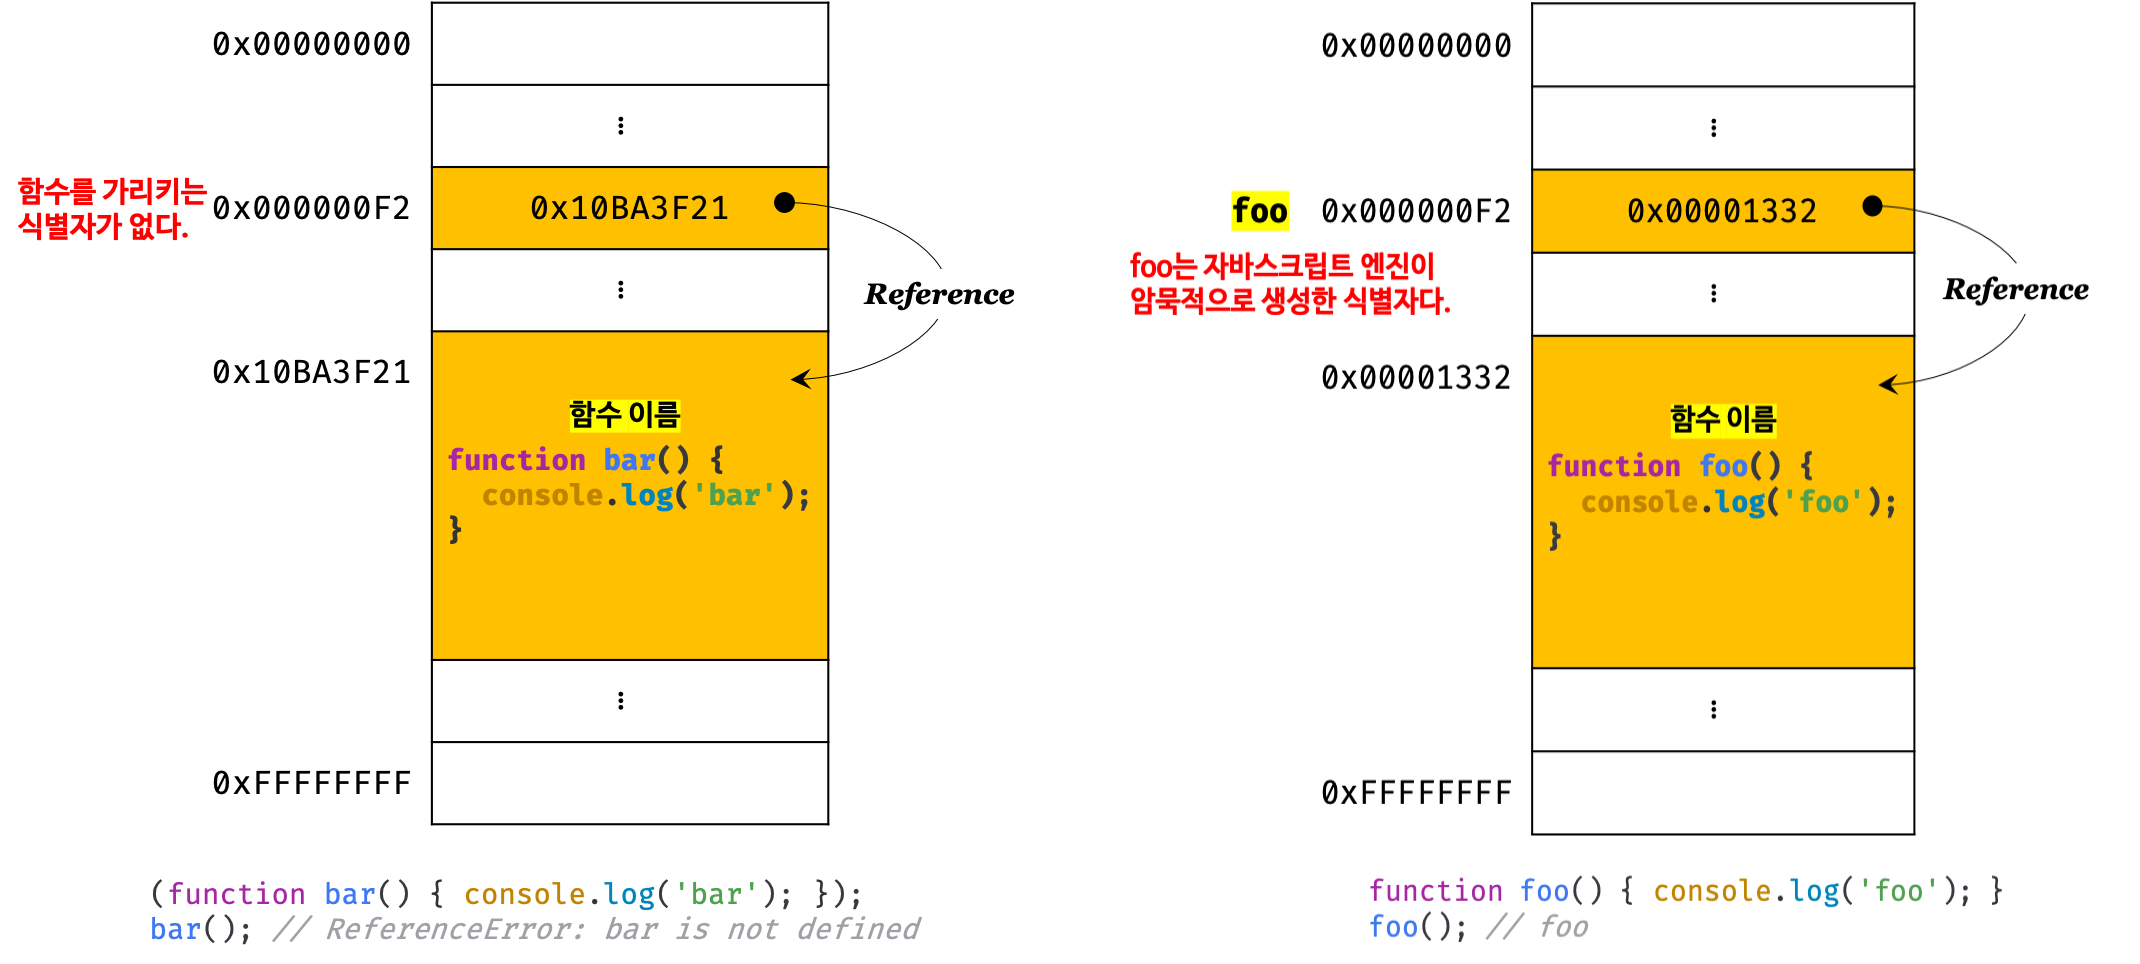 0x00000000
⋮
함수를 가리키는
식별자가 없다.
0x000000F2
0x10BA3F21
⋮
Reference
0x10BA3F21
함수 이름
function bar() {
  console.log('bar');
}
⋮
0xFFFFFFFF
(function bar() { console.log('bar'); });
bar(); // ReferenceError: bar is not defined
0x00000000
⋮
foo 0x000000F2
0x00001332
foo는 자바스크립트 엔진이
암묵적으로 생성한 식별자다.
⋮
Reference
0x00001332
함수 이름
function foo() {
  console.log('foo');
}
⋮
0xFFFFFFFF
function foo() { console.log('foo'); }
foo(); // foo